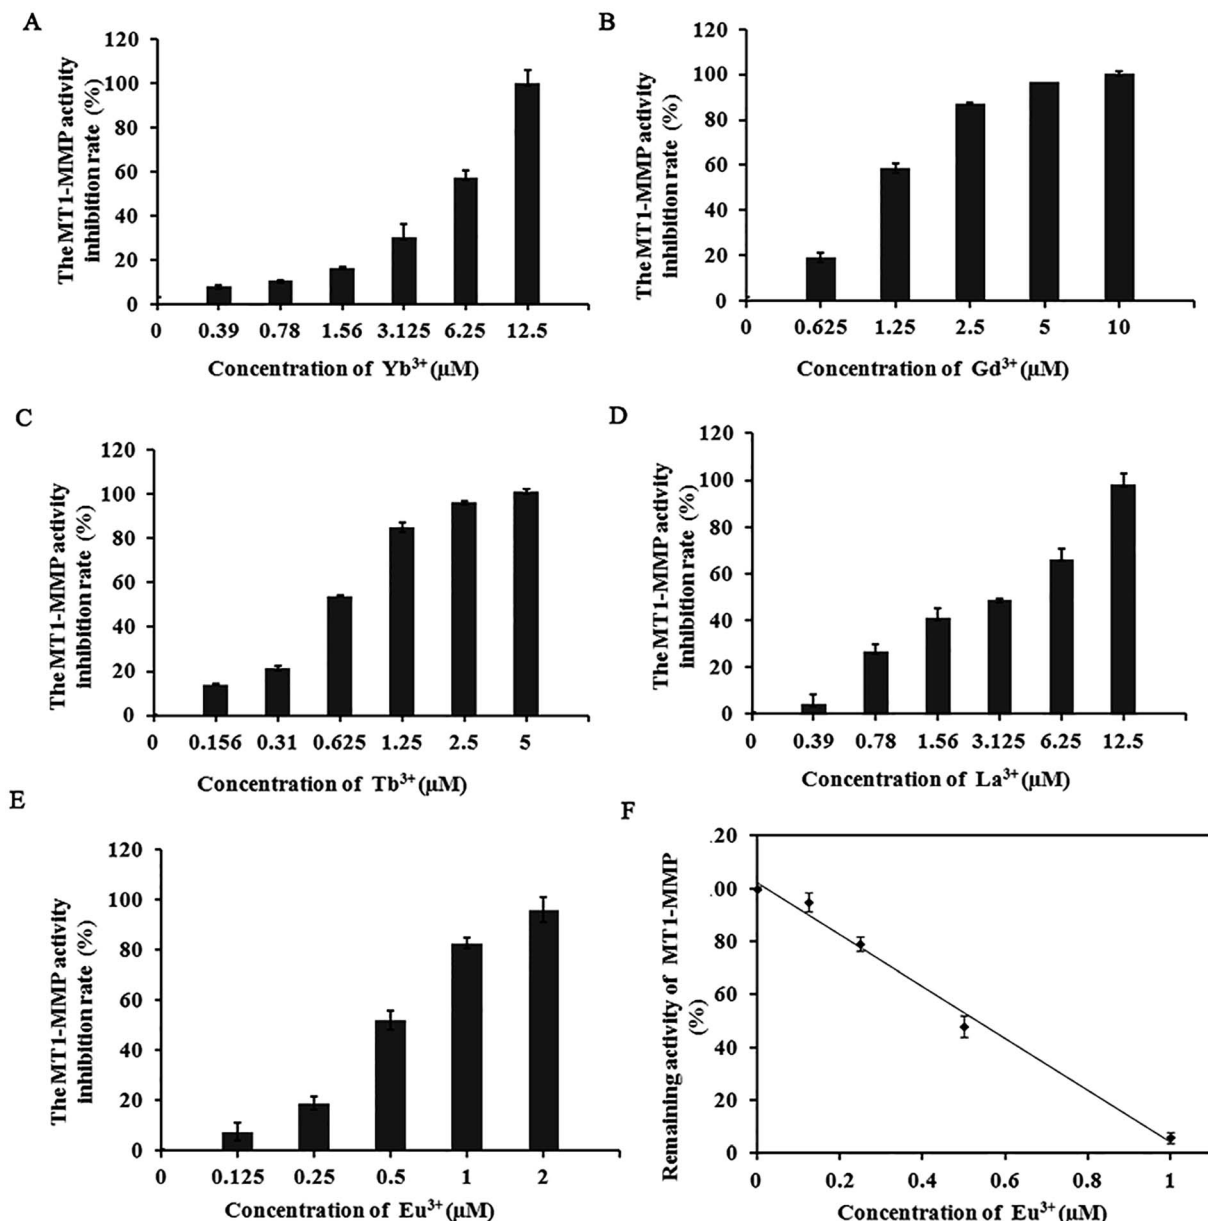 A
The MT1-MMP activity
inhibition rate (%)
120
100
80
60
40
20
0
0 0.39 0.78 1.56 3.125 6.25 12.5
Concentration of Yb³⁺ (μM)
B
The MT1-MMP activity
inhibition rate (%)
120
100
80
60
40
20
0
0 0.625 1.25 2.5 5 10
Concentration of Gd³⁺ (μM)
C
The MT1-MMP activity
inhibition rate (%)
120
100
80
60
40
20
0
0 0.156 0.31 0.625 1.25 2.5 5
Concentration of Tb³⁺ (μM)
D
The MT1-MMP activity
inhibition rate (%)
120
100
80
60
40
20
0
0 0.39 0.78 1.56 3.125 6.25 12.5
Concentration of La³⁺ (μM)
E
The MT1-MMP activity
inhibition rate (%)
120
100
80
60
40
20
0
0 0.125 0.25 0.5 1 2
Concentration of Eu³⁺ (μM)
F
Remaining activity of MT1-MMP
(%)
.20
.00
80
60
40
20
0
0 0.2 0.4 0.6 0.8 1
Concentration of Eu³⁺ (μM)